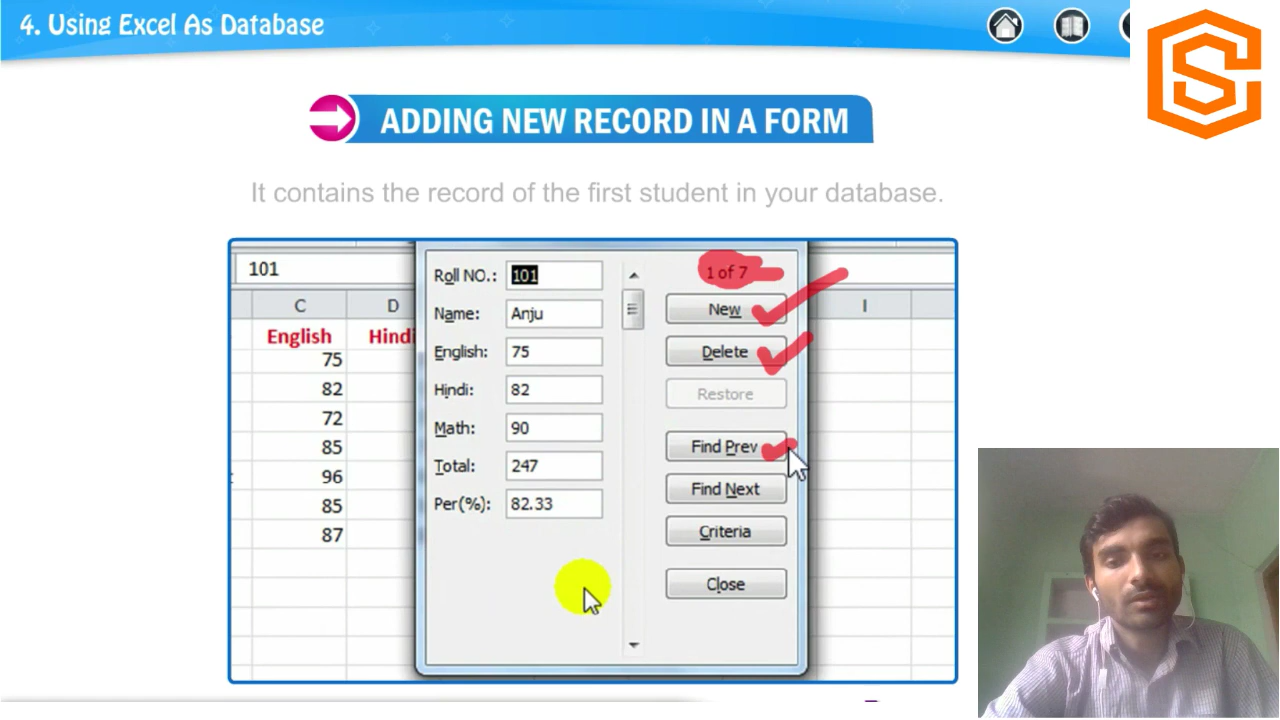 4. Using Excel As Database
ADDING NEW RECORD IN A FORM
It contains the record of the first student in your database.
101
C D I
English Hindi
75
82
72
85
96
85
87
Roll NO.: 101
Name: Anju
English: 75
Hindi: 82
Math: 90
Total: 247
Per(%): 82.33
1 of 7
New
Delete
Restore
Find Prev
Find Next
Criteria
Close